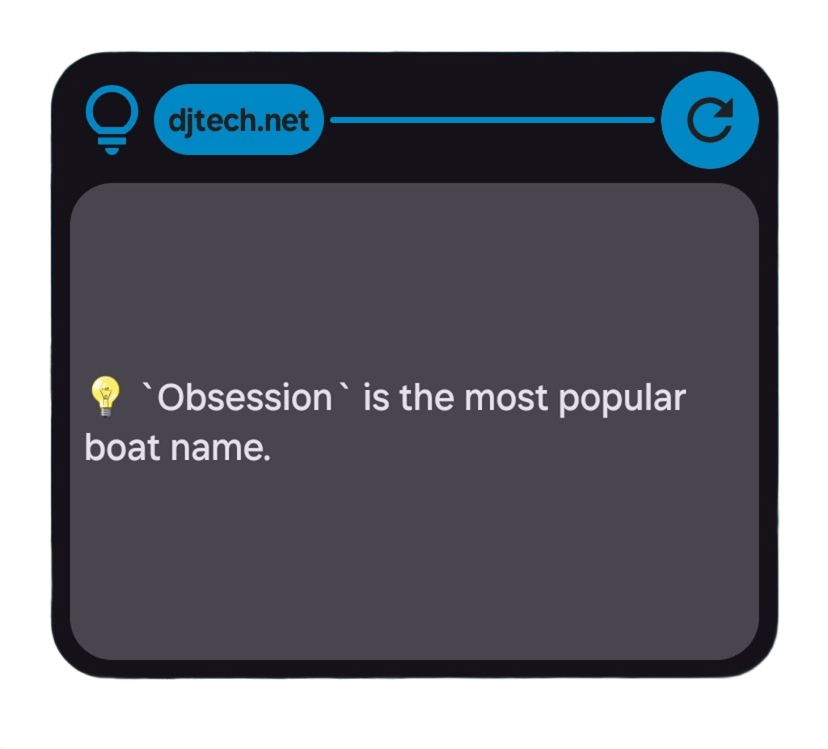 djtech.net
💡 `Obsession` is the most popular
boat name.